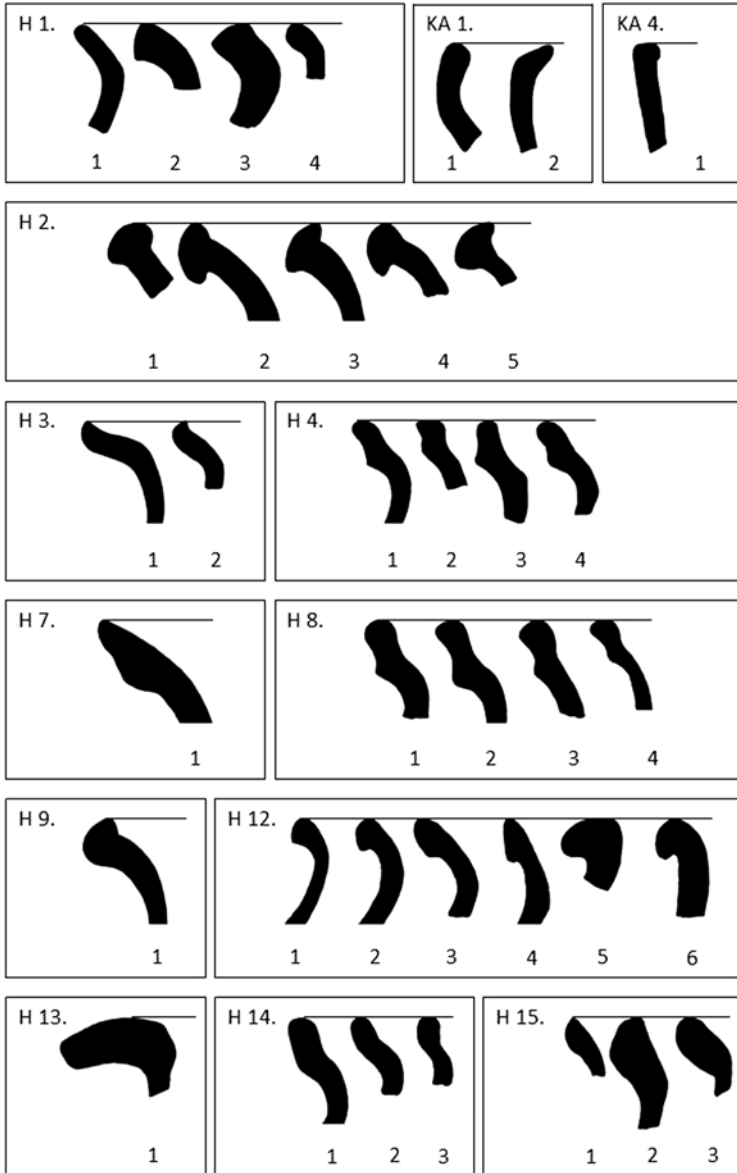 H 1.
1 2 3 4
KA 1.
1 2
KA 4.
1
H 2.
1 2 3 4 5
H 3.
1 2
H 4.
1 2 3 4
H 7.
1
H 8.
1 2 3 4
H 9.
1
H 12.
1 2 3 4 5 6
H 13.
1
H 14.
1 2 3
H 15.
1 2 3